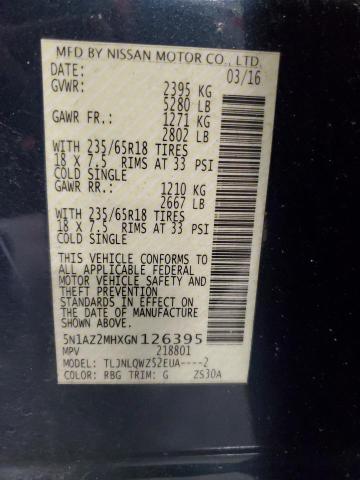 MFD BY NISSAN MOTOR CO., LTD.
DATE: 03/16
GVWR: 2395 KG
5280 LB
GAWR FR.: 1271 KG
2802 LB
WITH 235/65R18 TIRES
18 X 7.5 RIMS AT 33 PSI
COLD SINGLE
GAWR RR.: 1210 KG
2667 LB
WITH 235/65R18 TIRES
18 X 7.5 RIMS AT 33 PSI
COLD SINGLE
THIS VEHICLE CONFORMS TO
ALL APPLICABLE FEDERAL
MOTOR VEHICLE SAFETY
AND THEFT PREVENTION
STANDARDS IN EFFECT ON
THE DATE OF MANUFACTURE
SHOWN ABOVE.
5N1AZ2MHXGN126395
MPV 218801
MODEL: TLJNLQWZ52EUA----2
COLOR: RBG TRIM: G ZS30A